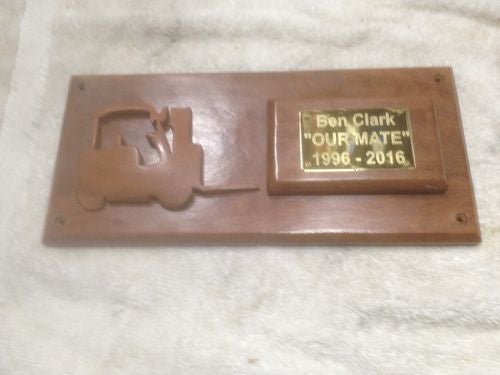 Ben Clark
"OUR MATE"
1996 - 2016